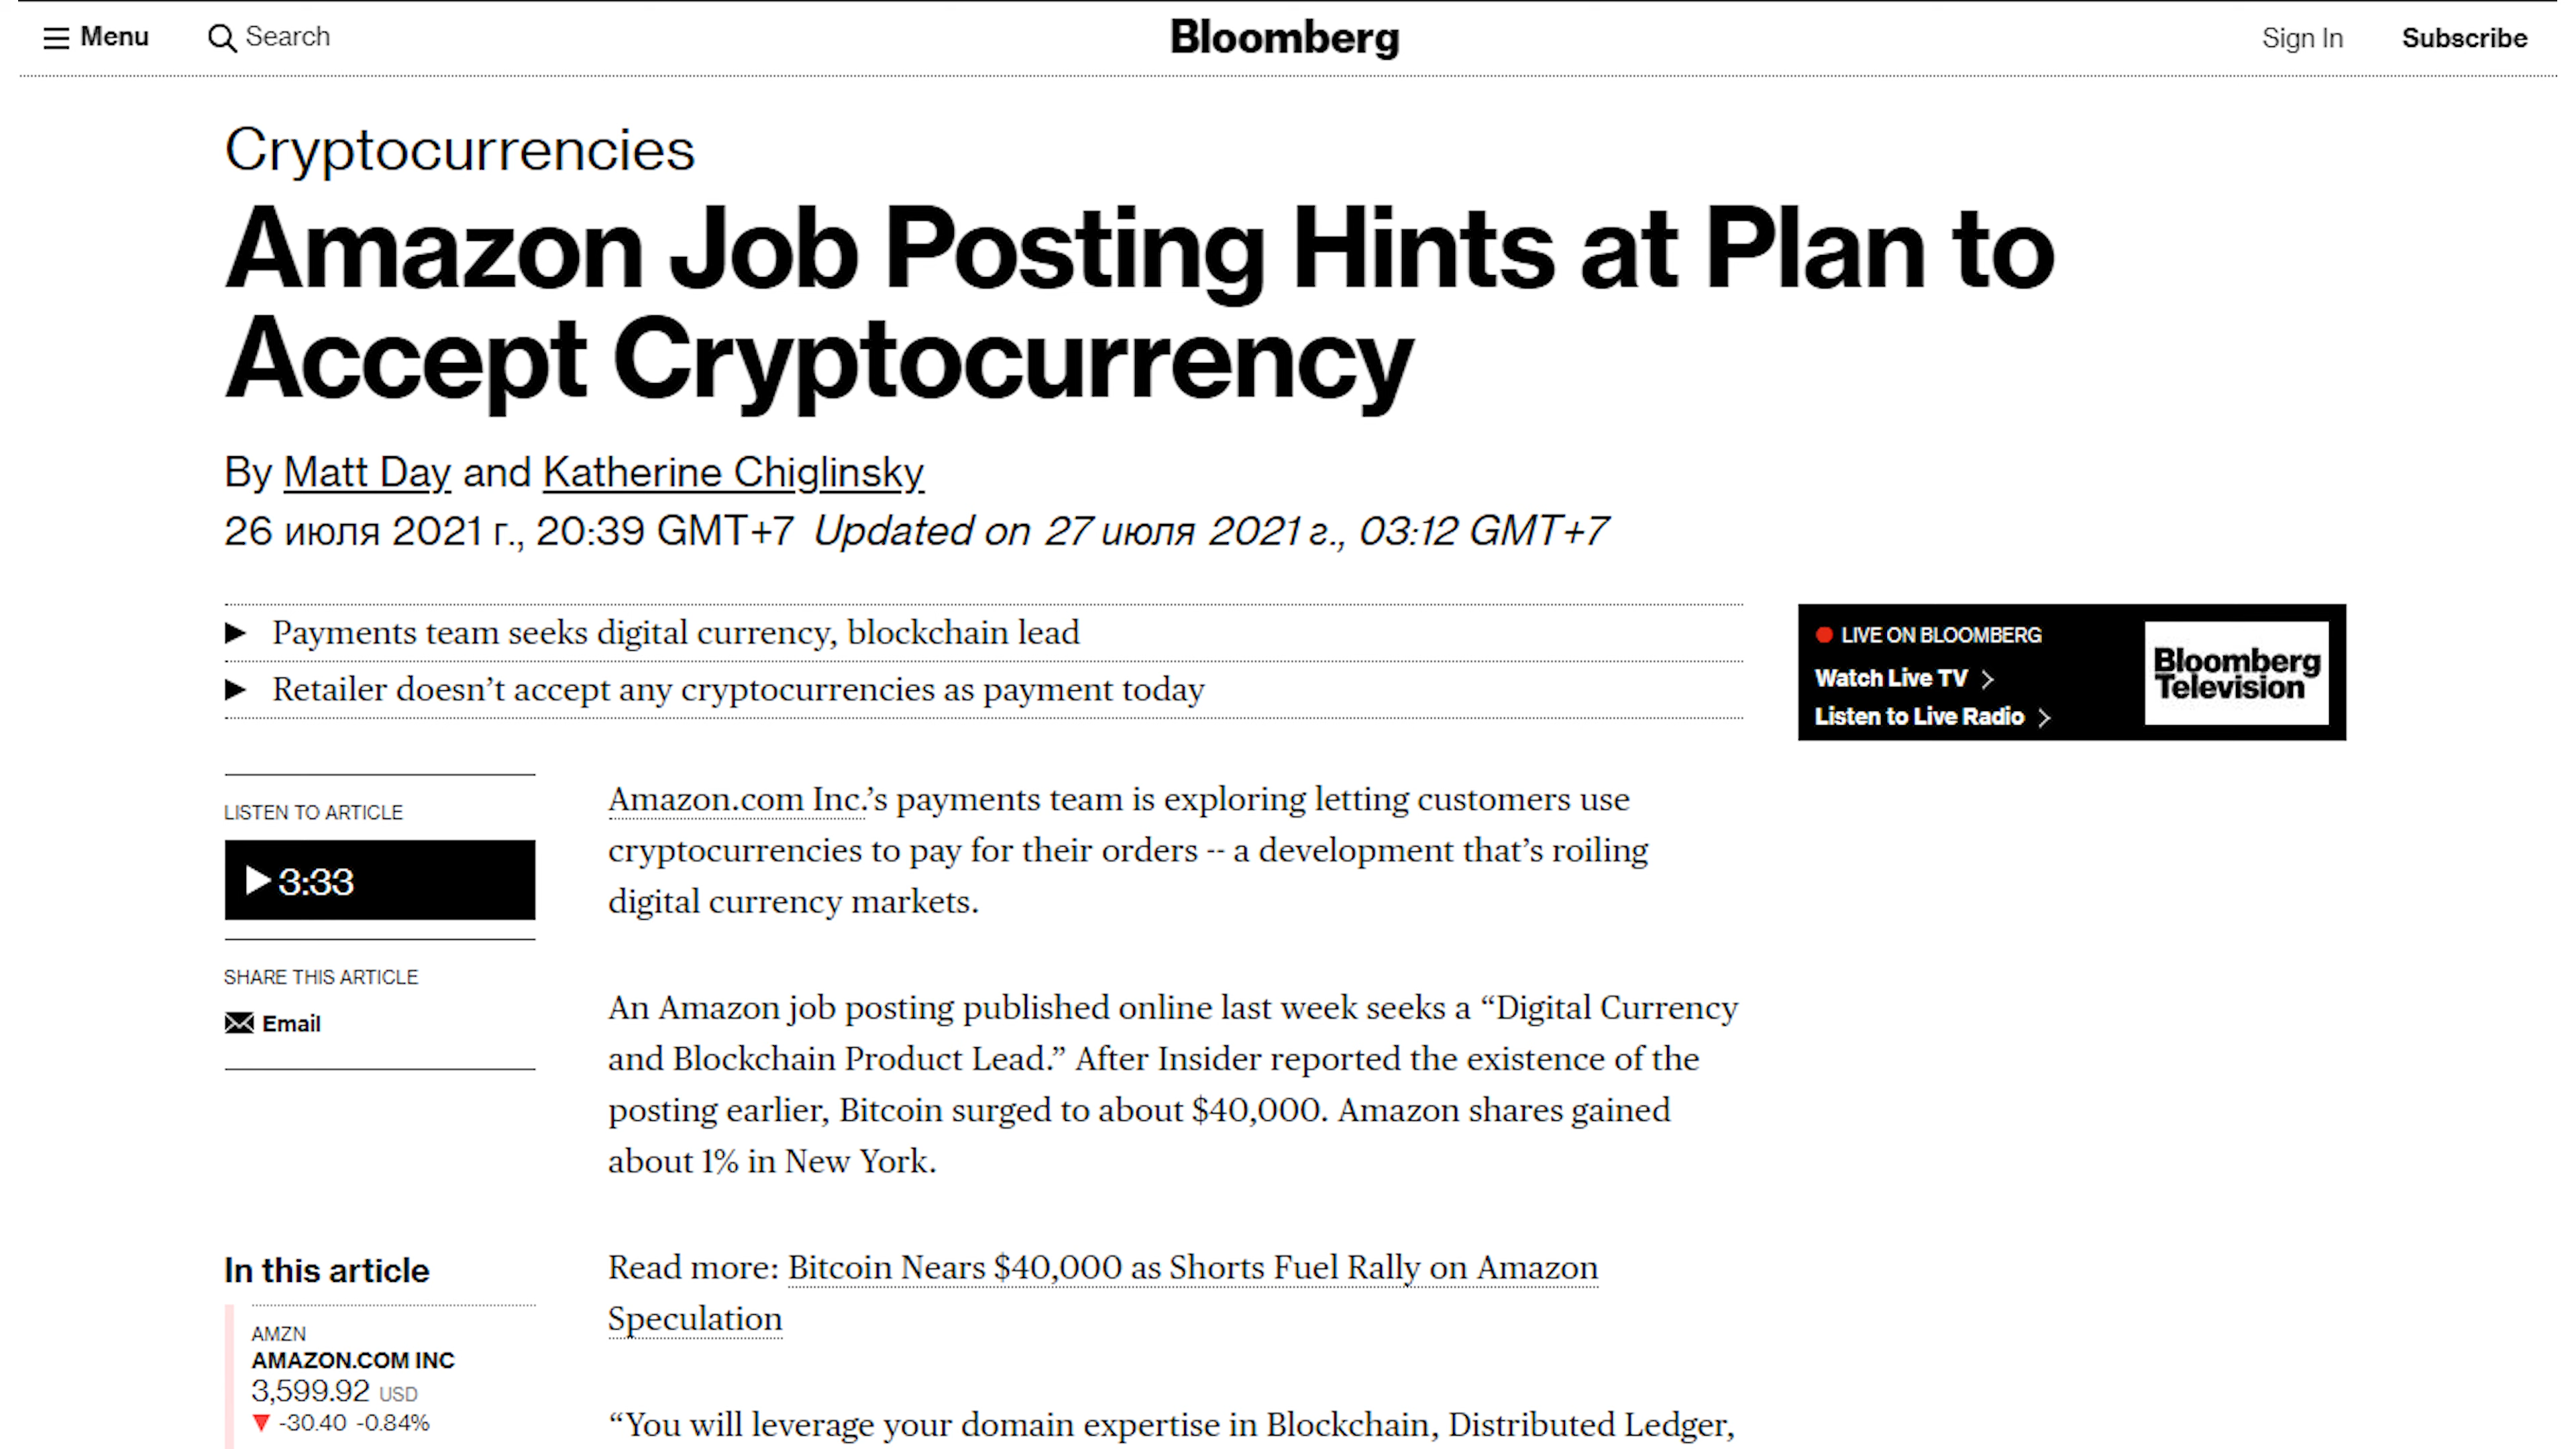 Menu Search Bloomberg Sign In Subscribe
Cryptocurrencies
Amazon Job Posting Hints at Plan to
Accept Cryptocurrency
By Matt Day and Katherine Chiglinsky
26 июля 2021 г., 20:39 GMT+7 Updated on 27 июля 2021 г., 03:12 GMT+7
Payments team seeks digital currency, blockchain lead
Retailer doesn’t accept any cryptocurrencies as payment today
LIVE ON BLOOMBERG
Watch Live TV
Listen to Live Radio
Bloomberg
Television
LISTEN TO ARTICLE
3:33
SHARE THIS ARTICLE
Email
Amazon.com Inc.’s payments team is exploring letting customers use
cryptocurrencies to pay for their orders -- a development that’s roiling
digital currency markets.
An Amazon job posting published online last week seeks a “Digital Currency
and Blockchain Product Lead.” After Insider reported the existence of the
posting earlier, Bitcoin surged to about $40,000. Amazon shares gained
about 1% in New York.
Read more: Bitcoin Nears $40,000 as Shorts Fuel Rally on Amazon
Speculation
“You will leverage your domain expertise in Blockchain, Distributed Ledger,
In this article
AMZN
AMAZON.COM INC
3,599.92 USD
-30.40 -0.84%